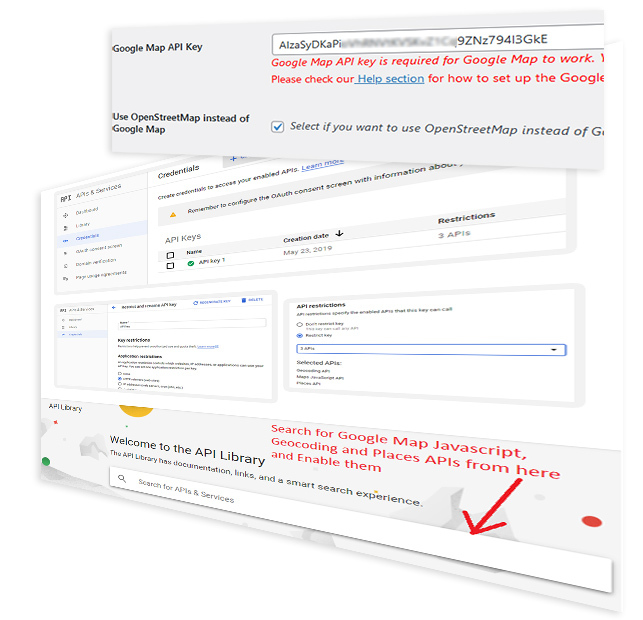 Google Map API Key
AIzaSyDKaPi 9ZNz794I3GkE
Google Map API key is required for Google Map to work.
Please check our Help section for how to set up the Google
Use OpenStreetMap instead of
Google Map
Select if you want to use OpenStreetMap instead of Go
API APIs & Services
Dashboard
Library
Credentials
OAuth consent screen
Domain verification
Page usage agreements
Credentials
Create credentials to access your enabled APIs. Learn more
Remember to configure the OAuth consent screen with information about
API Keys
Name
Creation date
Restrictions
API key 1
May 23, 2019
3 APIs
Restrict and rename API key
REGENERATE KEY
DELETE
Name
Key restrictions
Application restrictions
API restrictions
API restrictions specify the enabled APIs that this key can call
Don't restrict key
This key can call any API
Restrict key
3 APIs
Selected APIs:
Geocoding API
Maps JavaScript API
Places API
API Library
Welcome to the API Library
The API Library has documentation, links, and a smart search experience.
Search for APIs & Services
Search for Google Map Javascript,
Geocoding and Places APIs from here
and Enable them